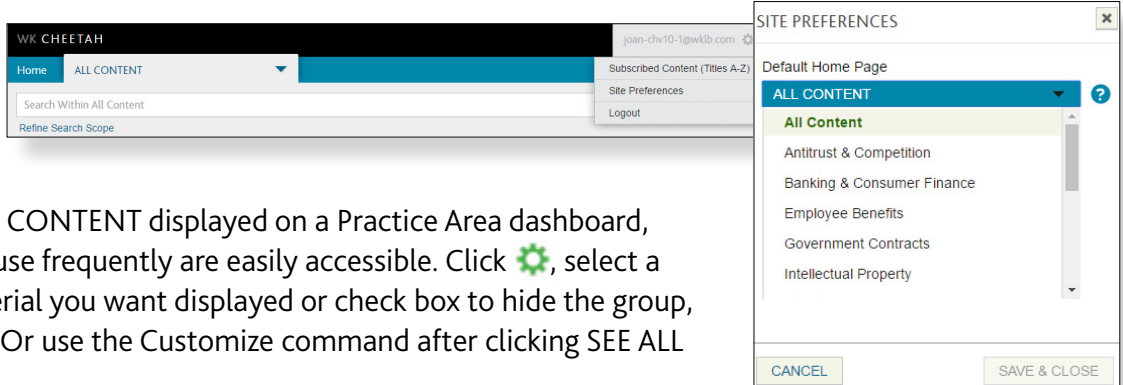 WK CHEETAH
joan-chv10-1@wklb.com
Home ALL CONTENT
Search Within All Content
Refine Search Scope
Subscribed Content (Titles A-Z)
Site Preferences
Logout
SITE PREFERENCES
Default Home Page
ALL CONTENT
All Content
Antitrust & Competition
Banking & Consumer Finance
Employee Benefits
Government Contracts
Intellectual Property
CANCEL SAVE & CLOSE
CONTENT displayed on a Practice Area dashboard,
use frequently are easily accessible. Click , select a
erial you want displayed or check box to hide the group,
Or use the Customize command after clicking SEE ALL